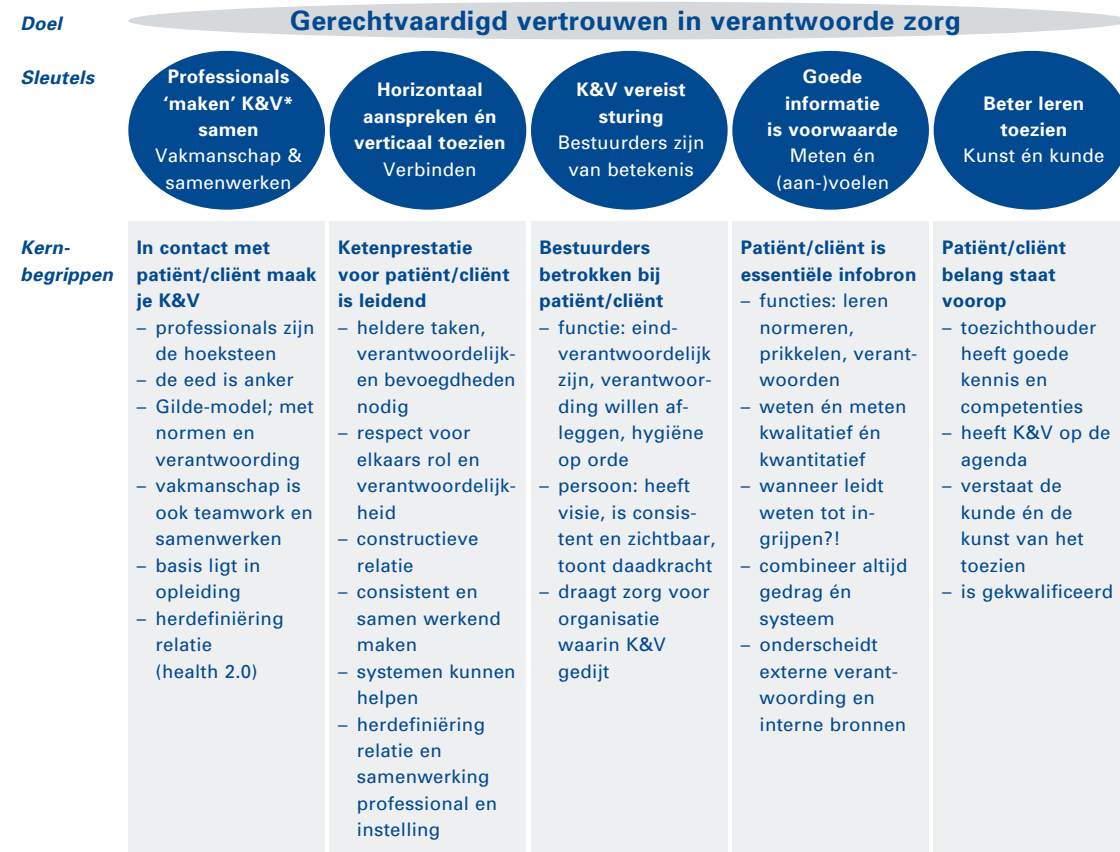 Doel
Gerechtvaardigd vertrouwen in verantwoorde zorg
Sleutels
Professionals
‘maken’ K&V*
samen
Vakmanschap &
samenwerken
Horizontaal
aanspreken én
verticaal toezien
Verbinden
K&V vereist
sturing
Bestuurders zijn
van betekenis
Goede
informatie
is voorwaarde
Meten én
(aan-)voelen
Beter leren
toezien
Kunst én kunde
Kern-
begrippen
In contact met
patiënt/cliënt maak
je K&V
– professionals zijn
de hoeksteen
– de eed is anker
– Gilde-model; met
normen en
verantwoording
– vakmanschap is
ook teamwork en
samenwerken
– basis ligt in
opleiding
– herdefiniëring
relatie
(health 2.0)
Ketenprestatie
voor patiënt/cliënt
is leidend
– heldere taken,
verantwoordelijk-
en bevoegdheden
nodig
– respect voor
elkaars rol en
verantwoordelijk-
heid
– constructieve
relatie
– consistent en
samen werkend
maken
– systemen kunnen
helpen
– herdefiniëring
relatie en
samenwerking
professional en
instelling
Bestuurders
betrokken bij
patiënt/cliënt
– functie: eind-
verantwoordelijk
zijn, verantwoor-
ding willen af-
leggen, hygiëne
op orde
– persoon: heeft
visie, is consis-
tent en zichtbaar,
toont daadkracht
– draagt zorg voor
organisatie
waarin K&V
gedijt
Patiënt/cliënt is
essentiële infobron
– functies: leren
normeren,
prikkelen, verant-
woorden
– weten én meten
kwalitatief én
kwantitatief
– wanneer leidt
weten tot in-
grijpen?!
– combineer altijd
gedrag én
systeem
– onderscheidt
externe verant-
woording en
interne bronnen
Patiënt/cliënt
belang staat
voorop
– toezichthouder
heeft goede
kennis en
competenties
– heeft K&V op de
agenda
– verstaat de
kunde én de
kunst van het
toezien
– is gekwalificeerd